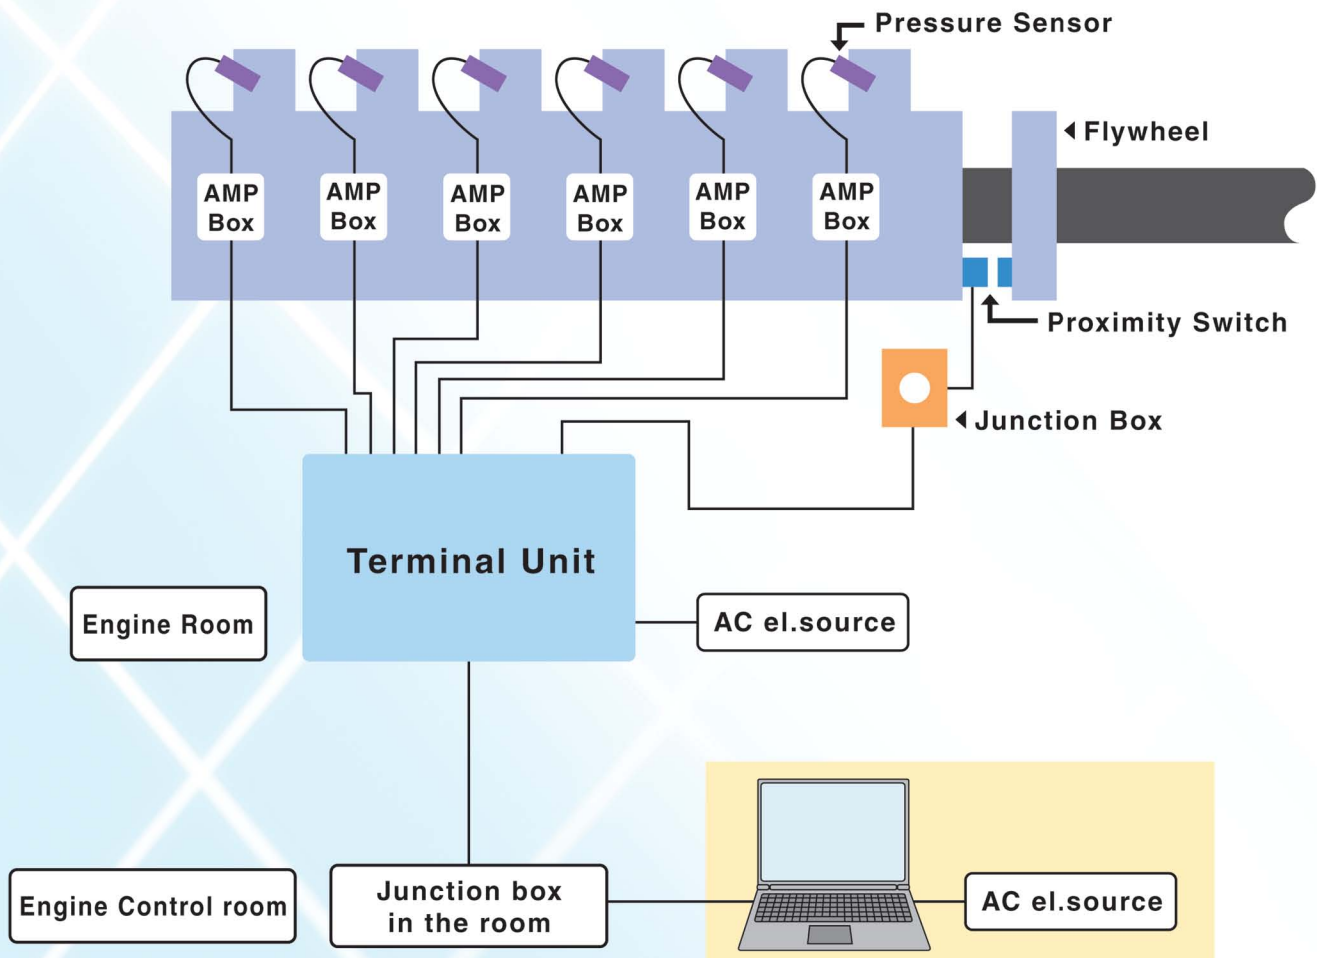 Pressure Sensor
Flywheel
AMP
Box
AMP
Box
AMP
Box
AMP
Box
AMP
Box
AMP
Box
Proximity Switch
Junction Box
Terminal Unit
Engine Room
AC el.source
Engine Control room
Junction box
in the room
AC el.source